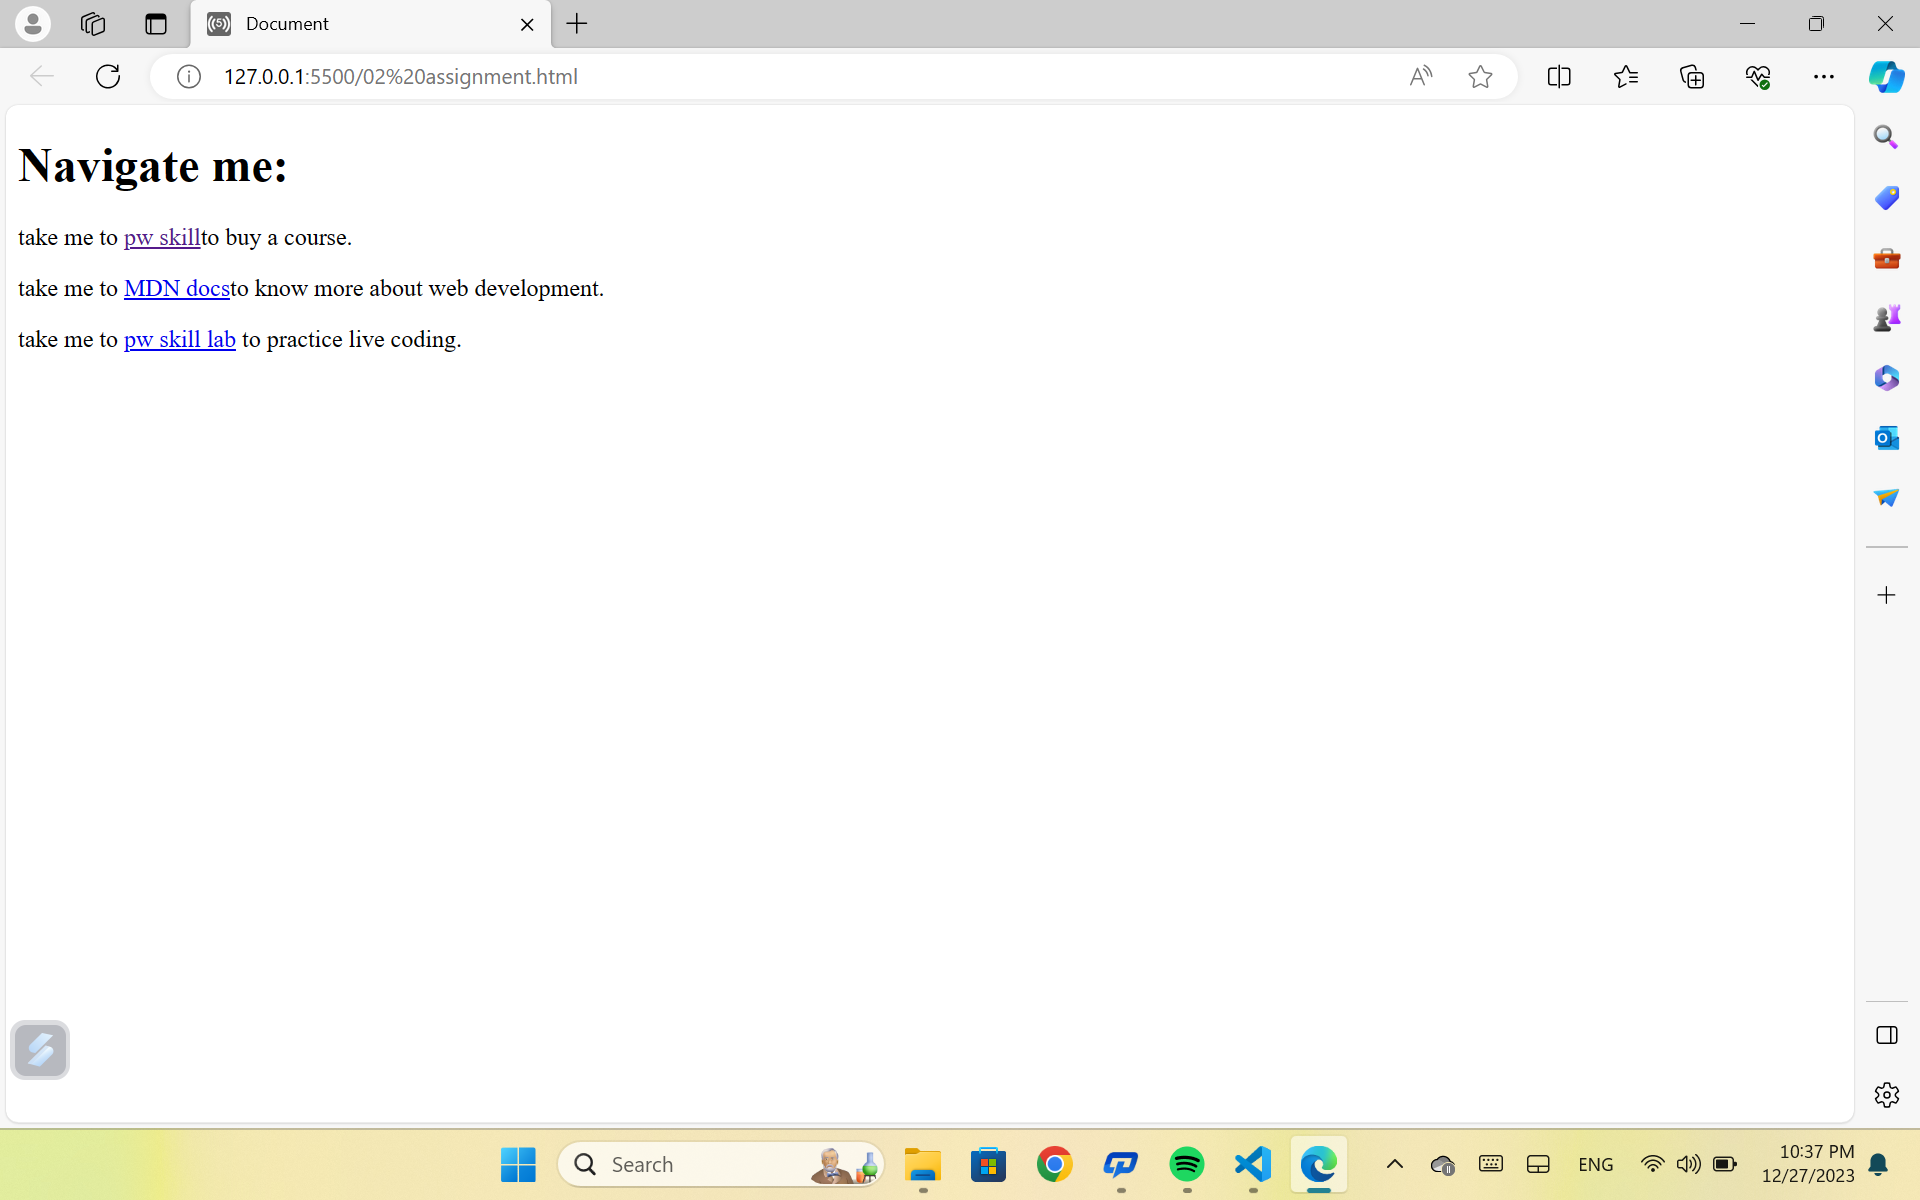 Document
127.0.0.1:5500/02%20assignment.html
Navigate me:
take me to pw skillto buy a course.
take me to MDN docsto know more about web development.
take me to pw skill lab to practice live coding.
Search
ENG
10:37 PM
12/27/2023